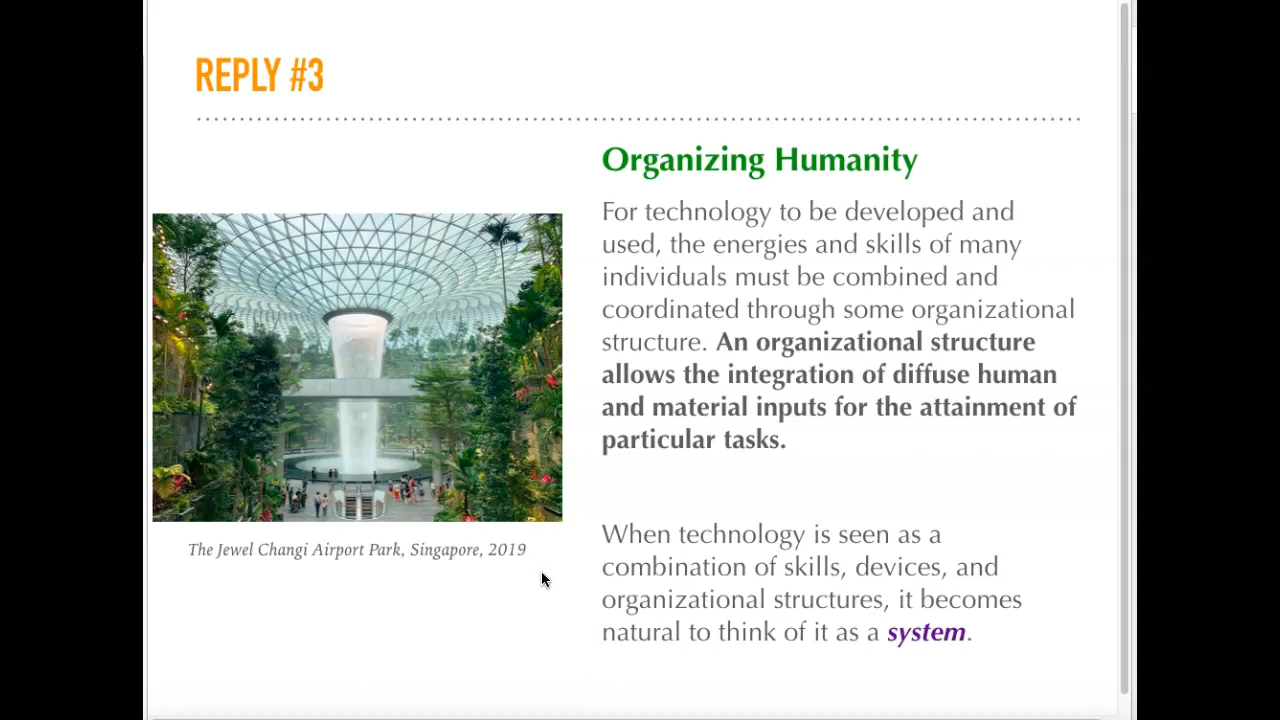 REPLY #3
Organizing Humanity
For technology to be developed and
used, the energies and skills of many
individuals must be combined and
coordinated through some organizational
structure. An organizational structure
allows the integration of diffuse human
and material inputs for the attainment of
particular tasks.
When technology is seen as a
combination of skills, devices, and
organizational structures, it becomes
natural to think of it as a system.
The Jewel Changi Airport Park, Singapore, 2019